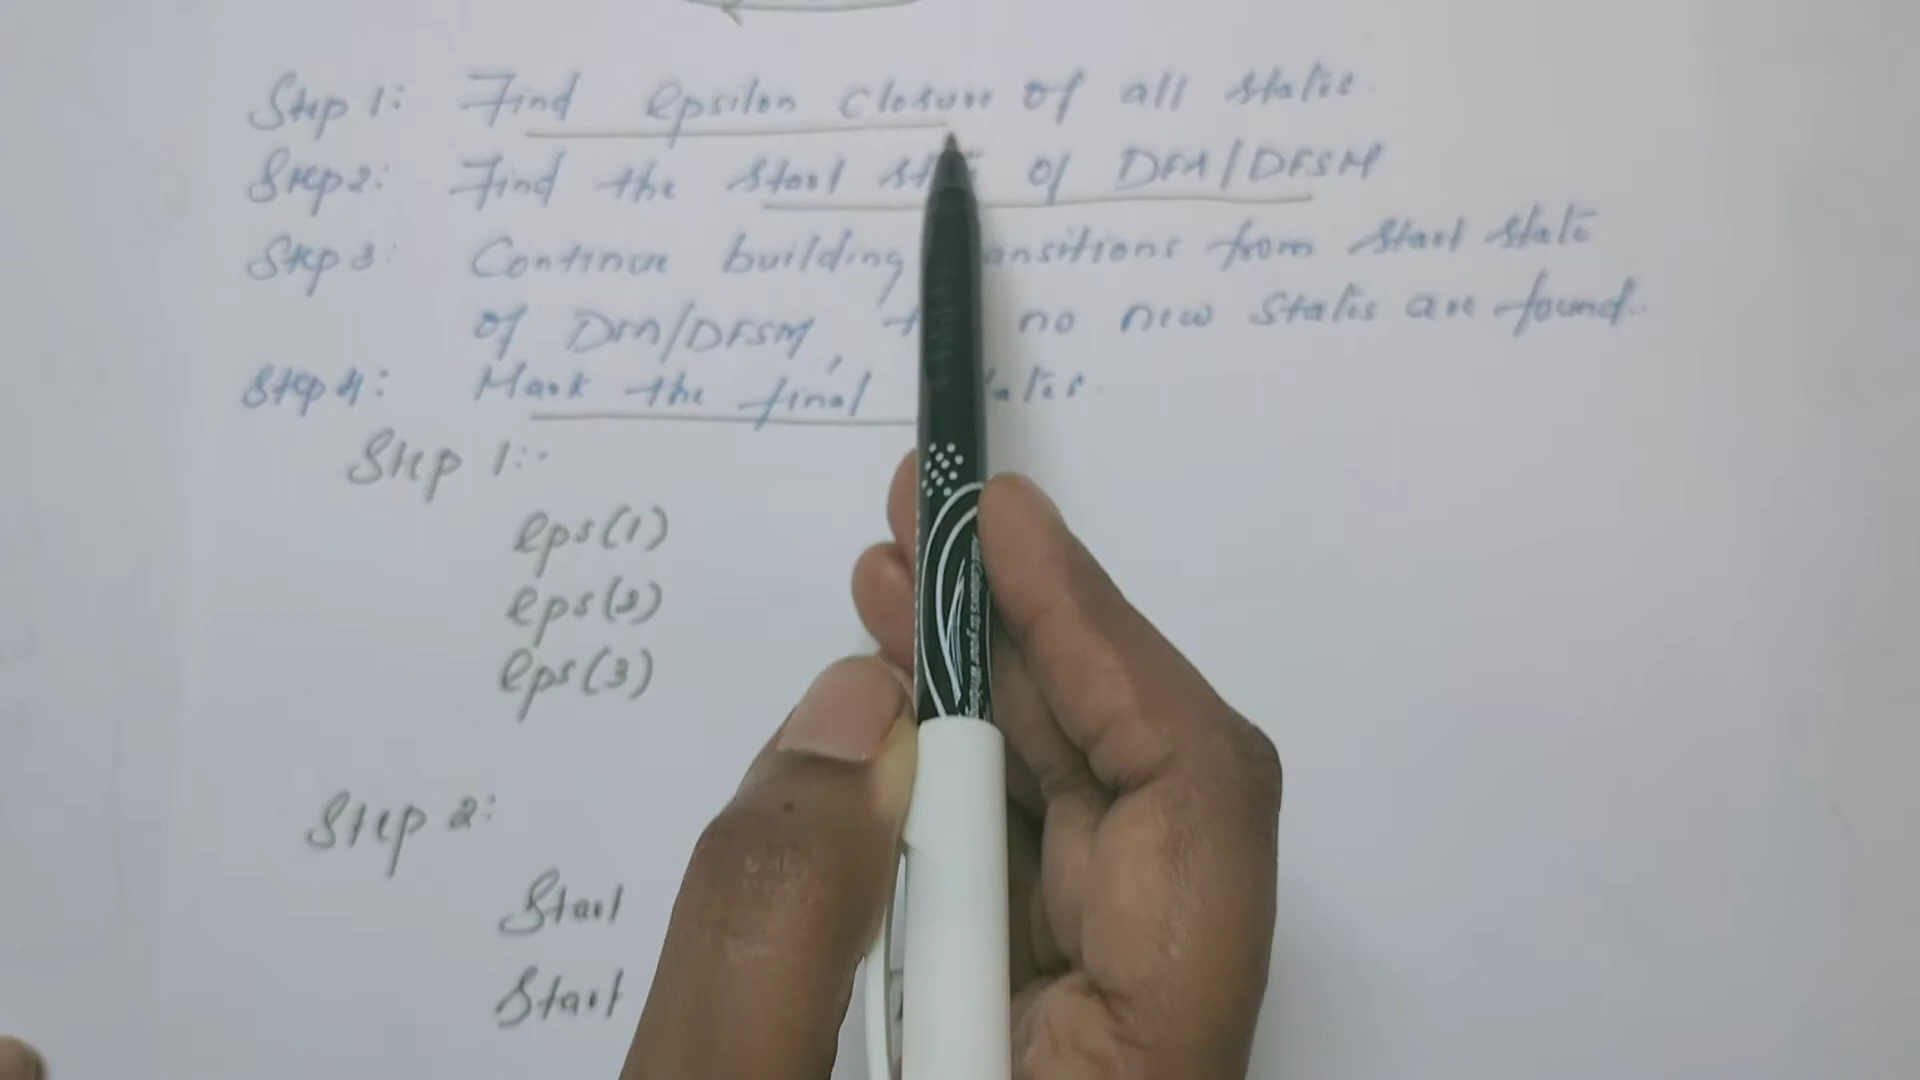 Step 1: Find epsilon closure of all states.
Step 2: Find the start of DFA/DFSM
Step 3: Continue building transitions from start state
of DFA/DFSM, no new states are found.
Step 4: Mark the final states.
Step 1:-
eps(1)
eps(2)
eps(3)
Step 2:
Start
Start